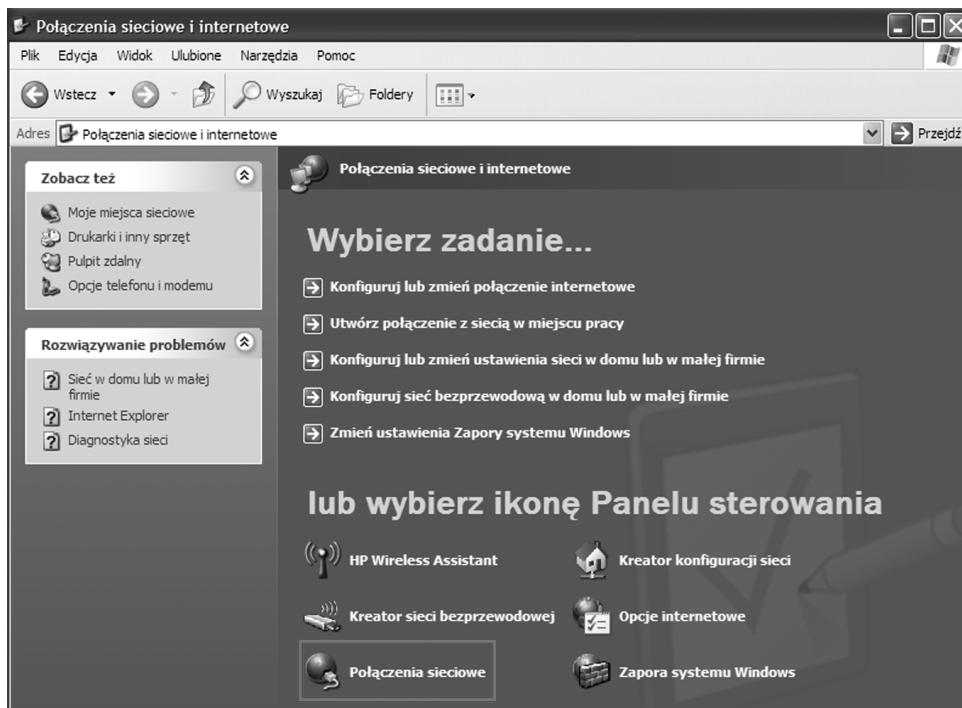 Połączenia sieciowe i internetowe
Plik Edycja Widok Ulubione Narzędzia Pomoc
Wstecz Wyszukaj Foldery
Adres Połączenia sieciowe i internetowe Przejdź
Zobacz też
Moje miejsca sieciowe
Drukarki i inny sprzęt
Pulpit zdalny
Opcje telefonu i modemu
Rozwiązywanie problemów
Sieć w domu lub w małej
firmie
Internet Explorer
Diagnostyka sieci
Połączenia sieciowe i internetowe
Wybierz zadanie...
Konfiguruj lub zmień połączenie internetowe
Utwórz połączenie z siecią w miejscu pracy
Konfiguruj lub zmień ustawienia sieci w domu lub w małej firmie
Konfiguruj sieć bezprzewodową w domu lub w małej firmie
Zmień ustawienia Zapory systemu Windows
lub wybierz ikonę Panelu sterowania
HP Wireless Assistant Kreator konfiguracji sieci
Kreator sieci bezprzewodowej Opcje internetowe
Połączenia sieciowe Zapora systemu Windows